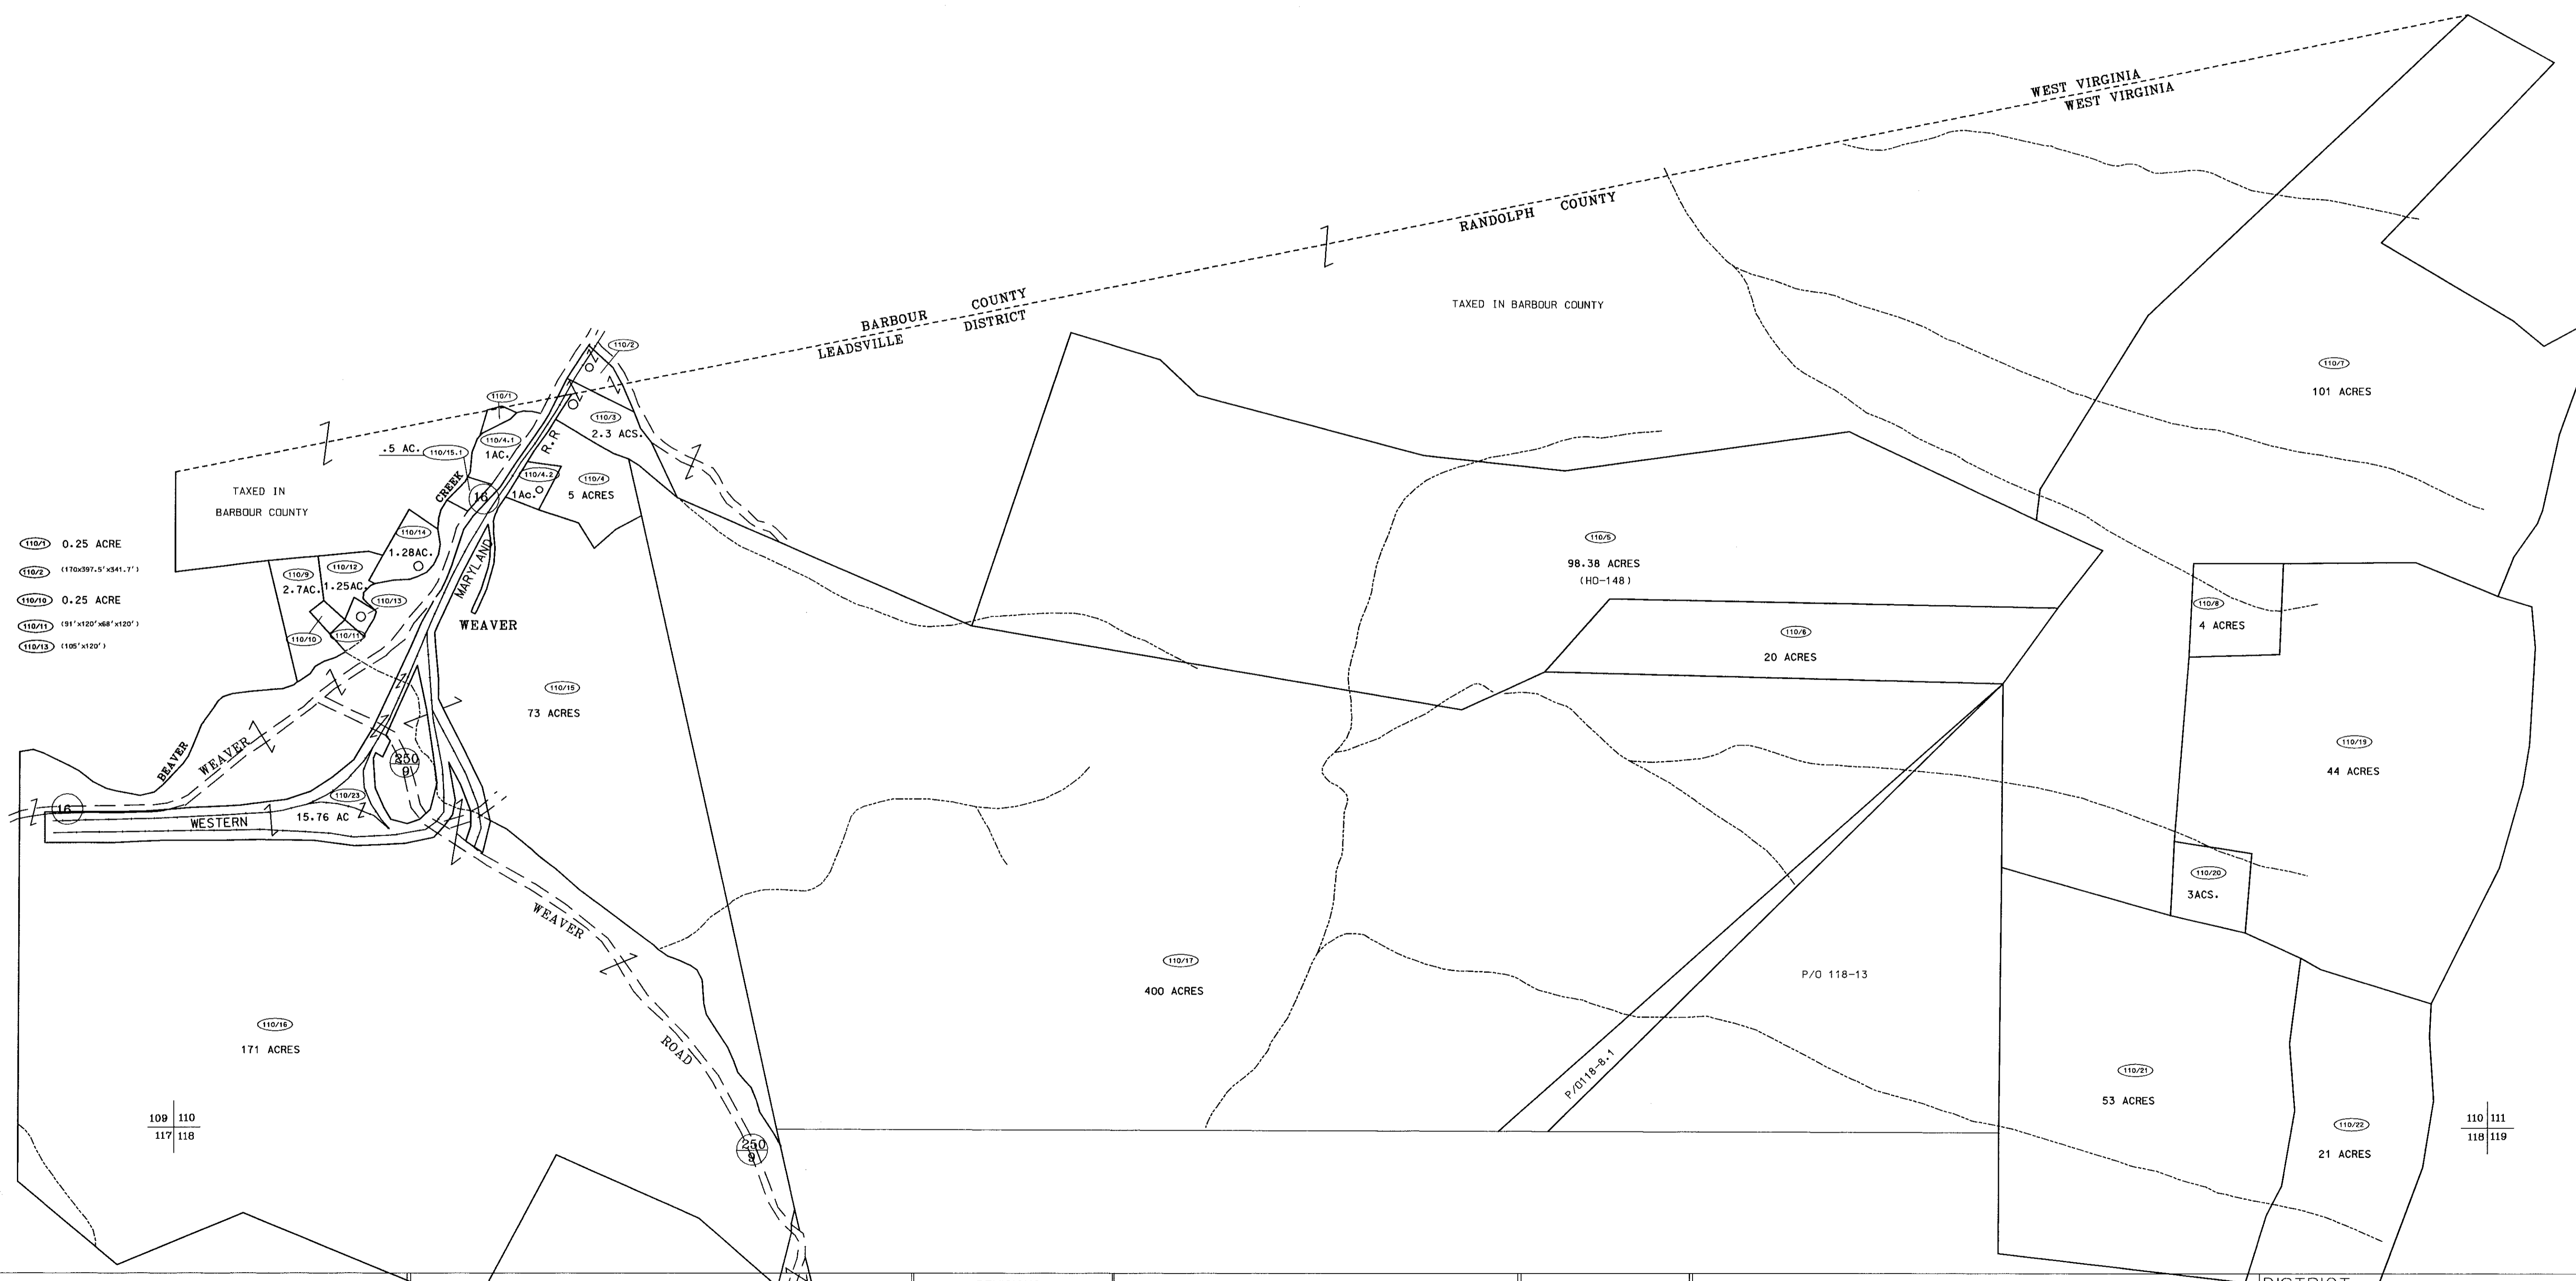 WEST VIRGINIA
WEST VIRGINIA
RANDOLPH COUNTY
BARBOUR COUNTY
LEADSVILLE DISTRICT
TAXED IN BARBOUR COUNTY
110/7
101 ACRES
110/2
110/1
110/3
2.3 ACS.
110/4.1
1AC.
.5 AC.
110/15.1
R.R
110/4.2
1AC.
110/4
5 ACRES
CREEK
16
TAXED IN
BARBOUR COUNTY
110/14
1.28AC.
MARYLAND
110/1 0.25 ACRE
110/2 (170x397.5'x341.7')
110/10 0.25 ACRE
110/11 (91'x120'x68'x120')
110/13 (105'x120')
110/9
2.7AC.
110/12
1.25AC.
110/13
110/10
110/11
WEAVER
110/5
98.38 ACRES
(HO-148)
110/6
20 ACRES
110/8
4 ACRES
110/15
73 ACRES
BEAVER
WEAVER
250
9
110/19
44 ACRES
16
WESTERN
110/23
15.76 AC
110/20
3ACS.
WEAVER
ROAD
110/17
400 ACRES
P/O 118-13
P/O118-8.1
110/16
171 ACRES
110/21
53 ACRES
109 110
117 118
250
9
110/22
21 ACRES
110 111
118 119
DISTRICT